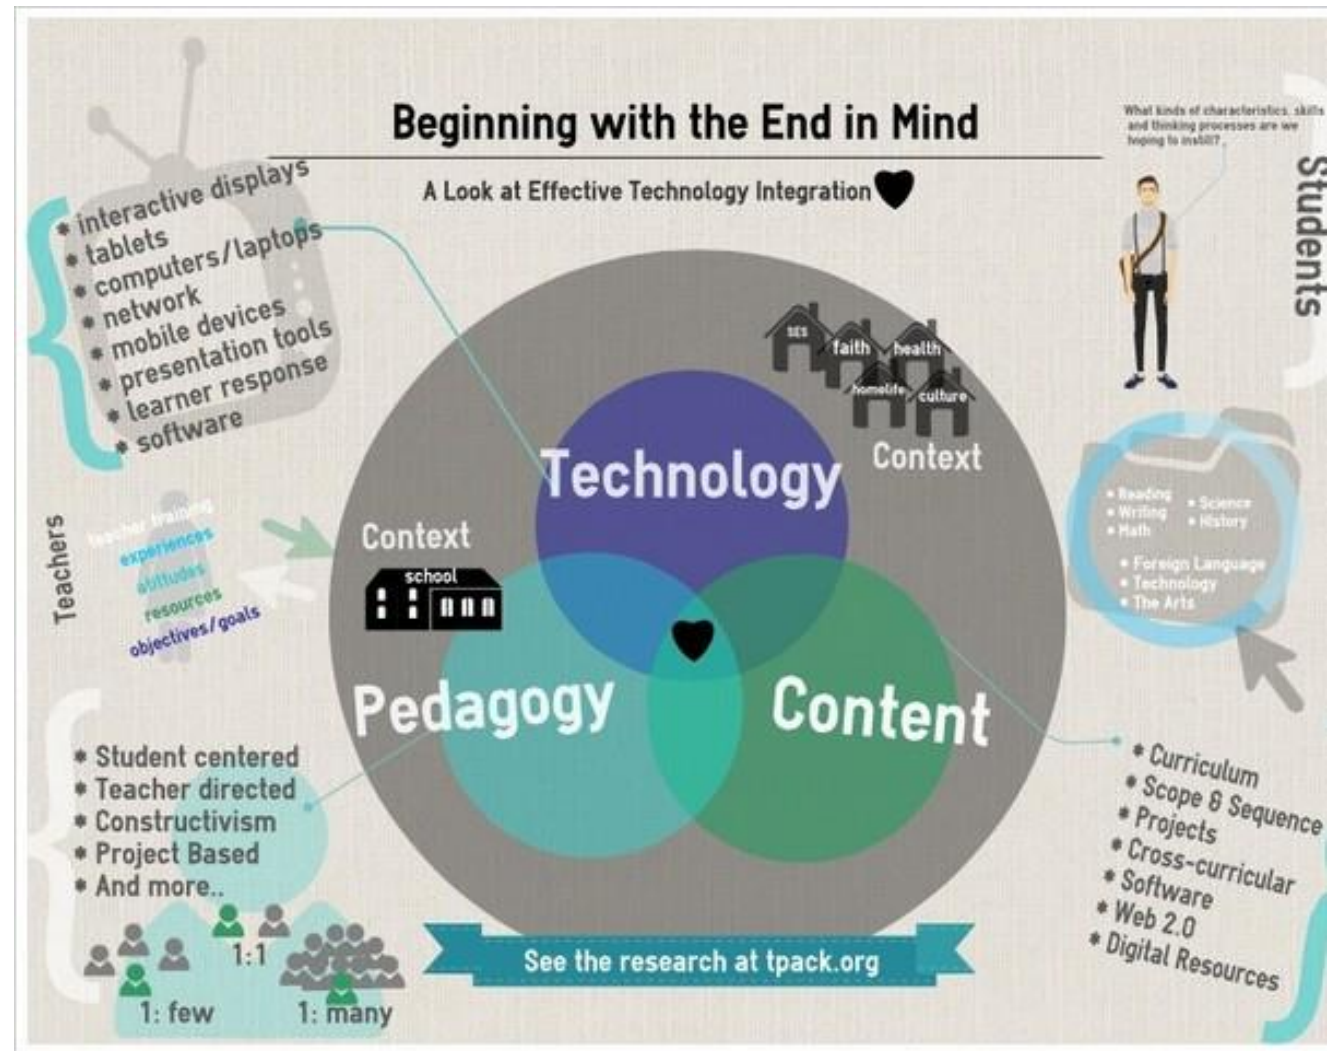 Beginning with the End in Mind
A Look at Effective Technology Integration
What kinds of characteristics, skills
and thinking processes are we
hoping to instill?
Students
* interactive displays
* tablets
* computers/laptops
* network
* mobile devices
* presentation tools
* learner response
* software
SES
faith
health
homelife
culture
Context
Technology
Context
school
Pedagogy
Content
Teachers
teacher training
experiences
attitudes
resources
objectives/goals
• Reading
• Writing
• Math
• Science
• History
• Foreign Language
• Technology
• The Arts
* Student centered
* Teacher directed
* Constructivism
* Project Based
* And more..
1:1
1: few
1: many
* Curriculum
* Scope & Sequence
* Projects
* Cross-curricular
* Software
* Web 2.0
* Digital Resources
See the research at tpack.org